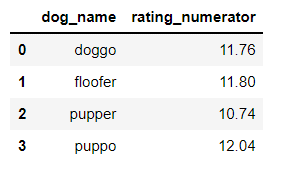 dog_name rating_numerator
0 doggo 11.76
1 floofer 11.80
2 pupper 10.74
3 puppo 12.04